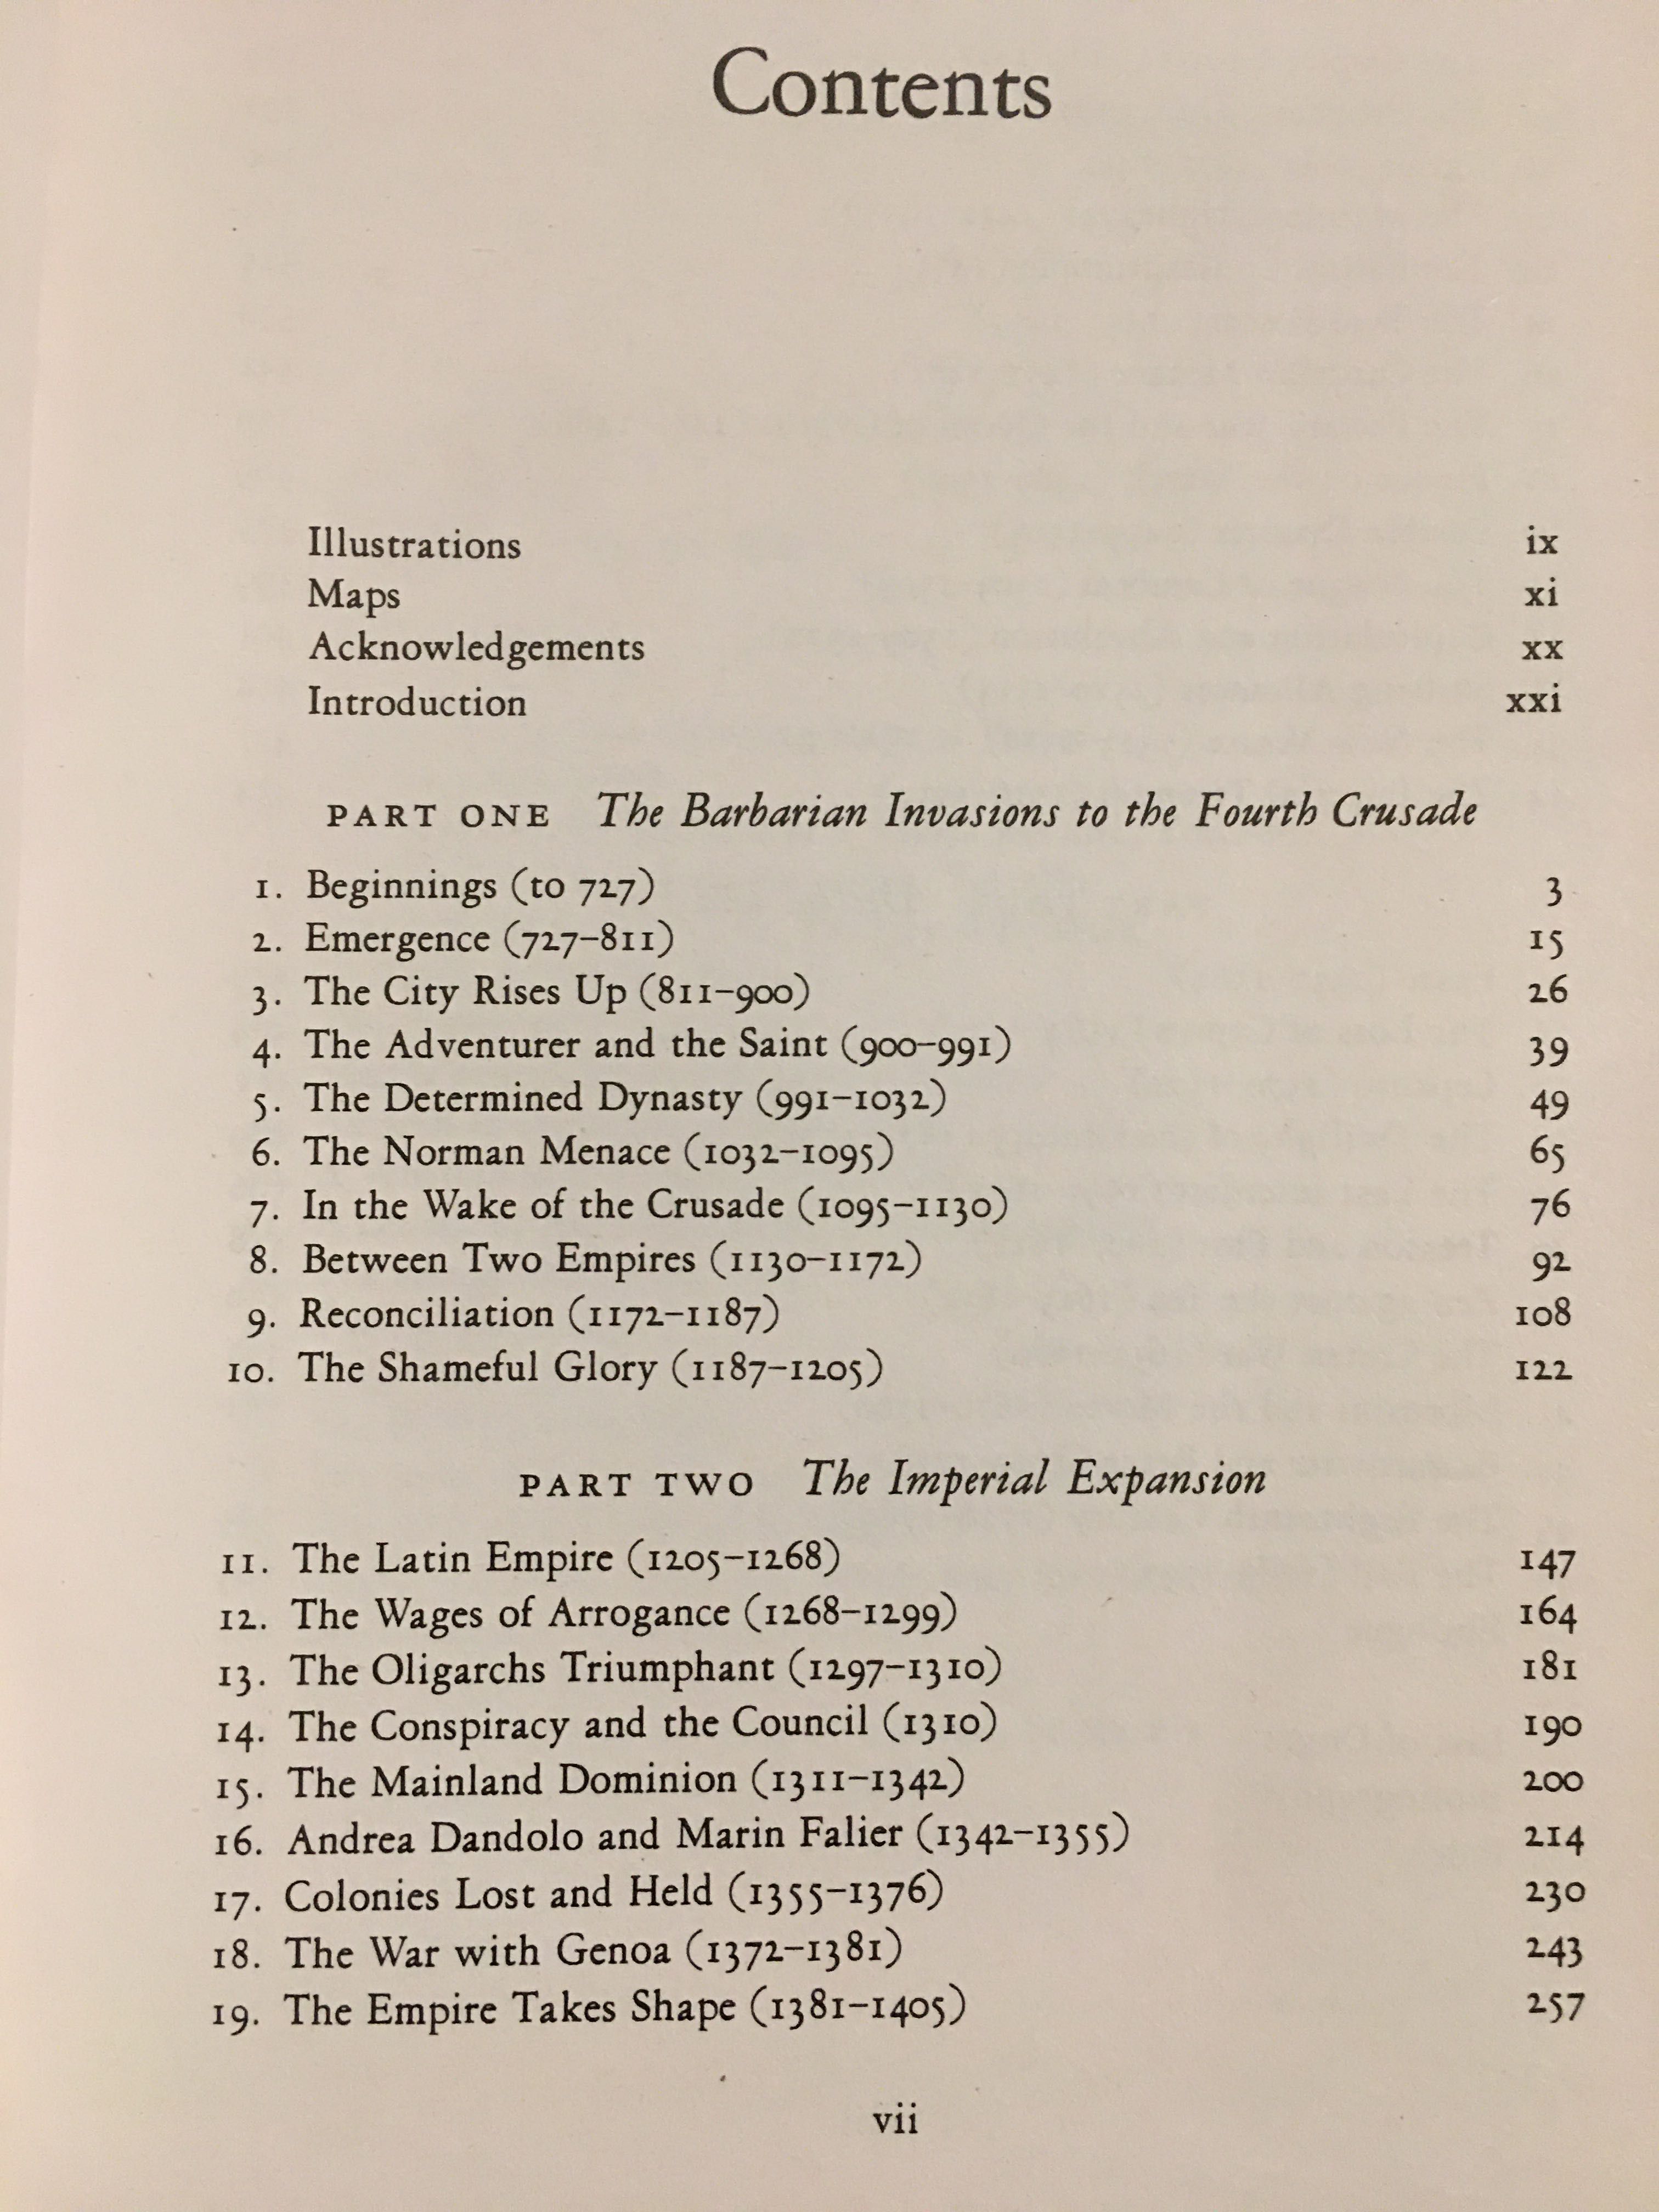 Contents
Illustrations ix
Maps xi
Acknowledgements xx
Introduction xxi
PART ONE The Barbarian Invasions to the Fourth Crusade
1. Beginnings (to 727) 3
2. Emergence (727–811) 15
3. The City Rises Up (811–900) 26
4. The Adventurer and the Saint (900–991) 39
5. The Determined Dynasty (991–1032) 49
6. The Norman Menace (1032–1095) 65
7. In the Wake of the Crusade (1095–1130) 76
8. Between Two Empires (1130–1172) 92
9. Reconciliation (1172–1187) 108
10. The Shameful Glory (1187–1205) 122
PART TWO The Imperial Expansion
11. The Latin Empire (1205–1268) 147
12. The Wages of Arrogance (1268–1299) 164
13. The Oligarchs Triumphant (1297–1310) 181
14. The Conspiracy and the Council (1310) 190
15. The Mainland Dominion (1311–1342) 200
16. Andrea Dandolo and Marin Falier (1342–1355) 214
17. Colonies Lost and Held (1355–1376) 230
18. The War with Genoa (1372–1381) 243
19. The Empire Takes Shape (1381–1405) 257
vii